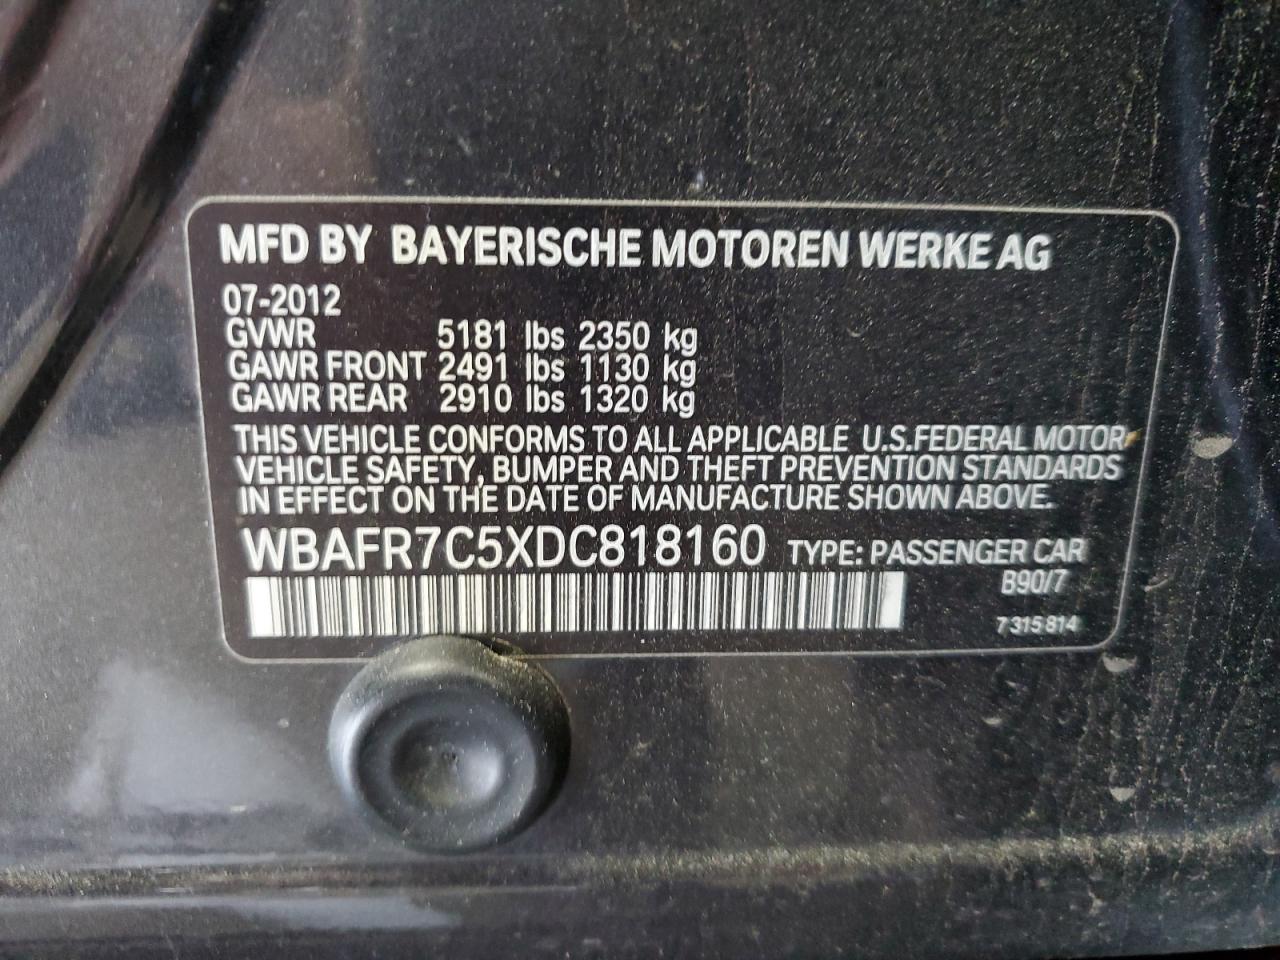 MFD BY BAYERISCHE MOTOREN WERKE AG
07-2012
GVWR 5181 lbs 2350 kg
GAWR FRONT 2491 lbs 1130 kg
GAWR REAR 2910 lbs 1320 kg
THIS VEHICLE CONFORMS TO ALL APPLICABLE U.S.FEDERAL MOTOR
VEHICLE SAFETY, BUMPER AND THEFT PREVENTION STANDARDS
IN EFFECT ON THE DATE OF MANUFACTURE SHOWN ABOVE.
WBAFR7C5XDC818160 TYPE: PASSENGER CAR
B90/7
7 315 814